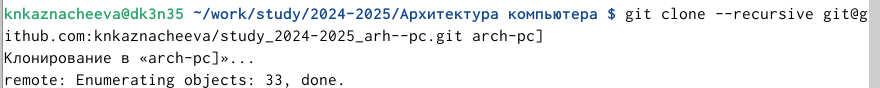 knkaznacheeva@dk3n35 ~/work/study/2024-2025/Архитектура компьютера $ git clone --recursive git@g
ithub.com:knkaznacheeva/study_2024-2025_arh--pc.git arch-pc]
Клонирование в «arch-pc]»...
remote: Enumerating objects: 33, done.